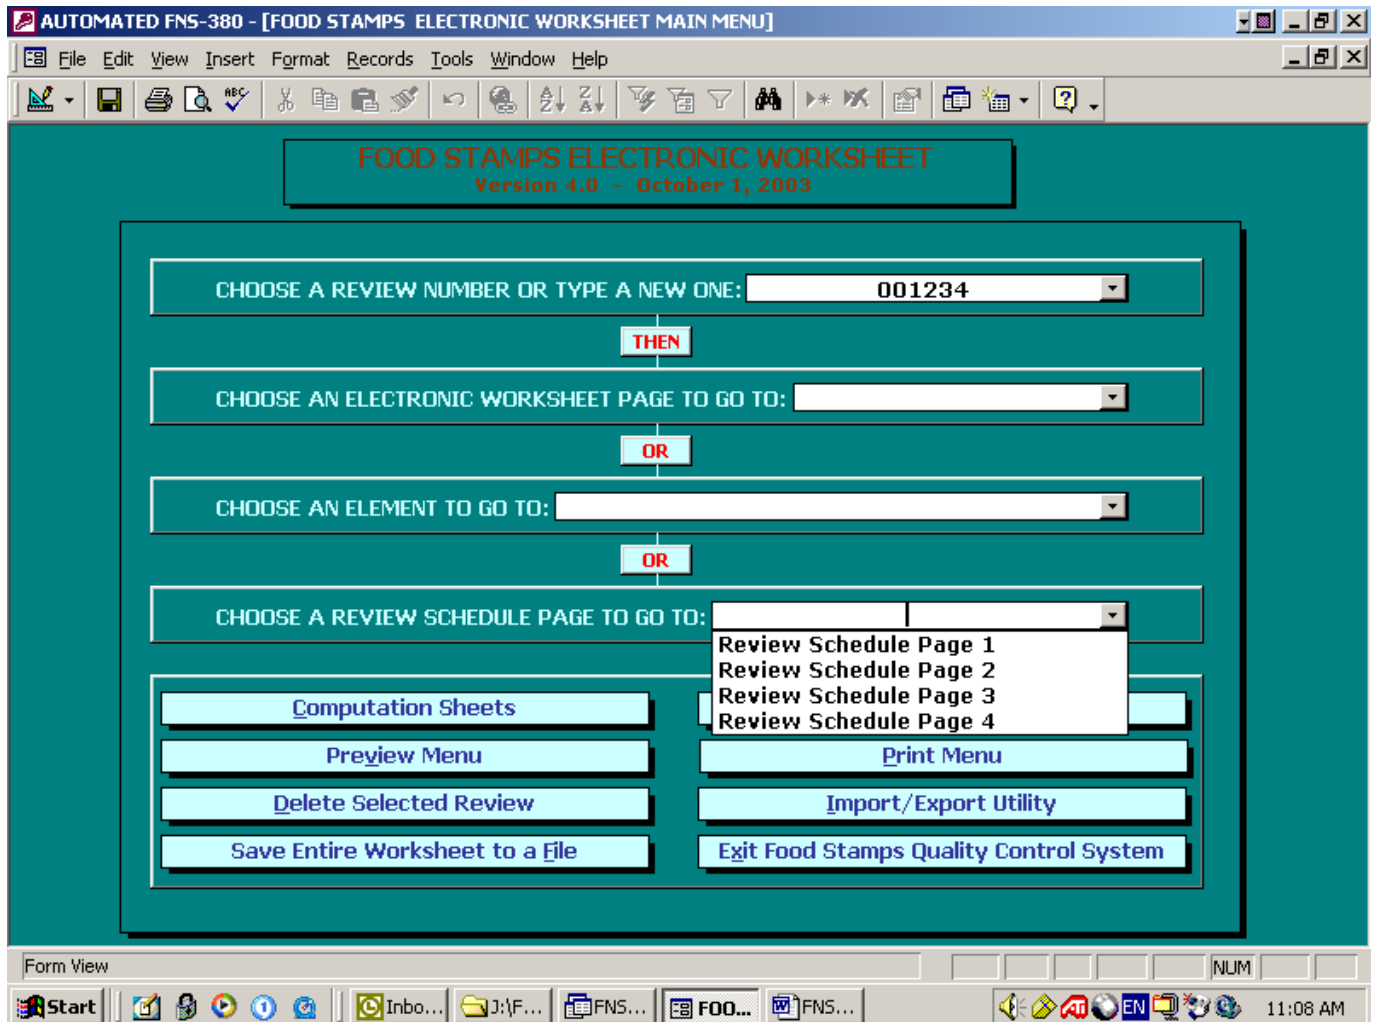 AUTOMATED FNS-380 - [FOOD STAMPS  ELECTRONIC WORKSHEET MAIN MENU]
File Edit View Insert Format Records Tools Window Help
FOOD STAMPS ELECTRONIC WORKSHEET
Version 4.0 - October 1, 2003
CHOOSE A REVIEW NUMBER OR TYPE A NEW ONE: 001234
THEN
CHOOSE AN ELECTRONIC WORKSHEET PAGE TO GO TO:
OR
CHOOSE AN ELEMENT TO GO TO:
OR
CHOOSE A REVIEW SCHEDULE PAGE TO GO TO:
Review Schedule Page 1
Review Schedule Page 2
Review Schedule Page 3
Review Schedule Page 4
Computation Sheets
Preview Menu Print Menu
Delete Selected Review Import/Export Utility
Save Entire Worksheet to a File Exit Food Stamps Quality Control System
Form View NUM
Start Inbo... J:\F... FNS... FOO... FNS... EN 11:08 AM